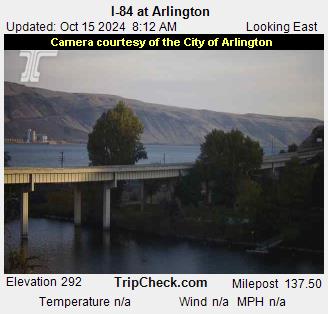 I-84 at Arlington
Updated: Oct 15 2024 8:12 AM Looking East
Camera courtesy of the City of Arlington
Elevation 292 TripCheck.com Milepost 137.50
Temperature n/a Wind n/a MPH n/a